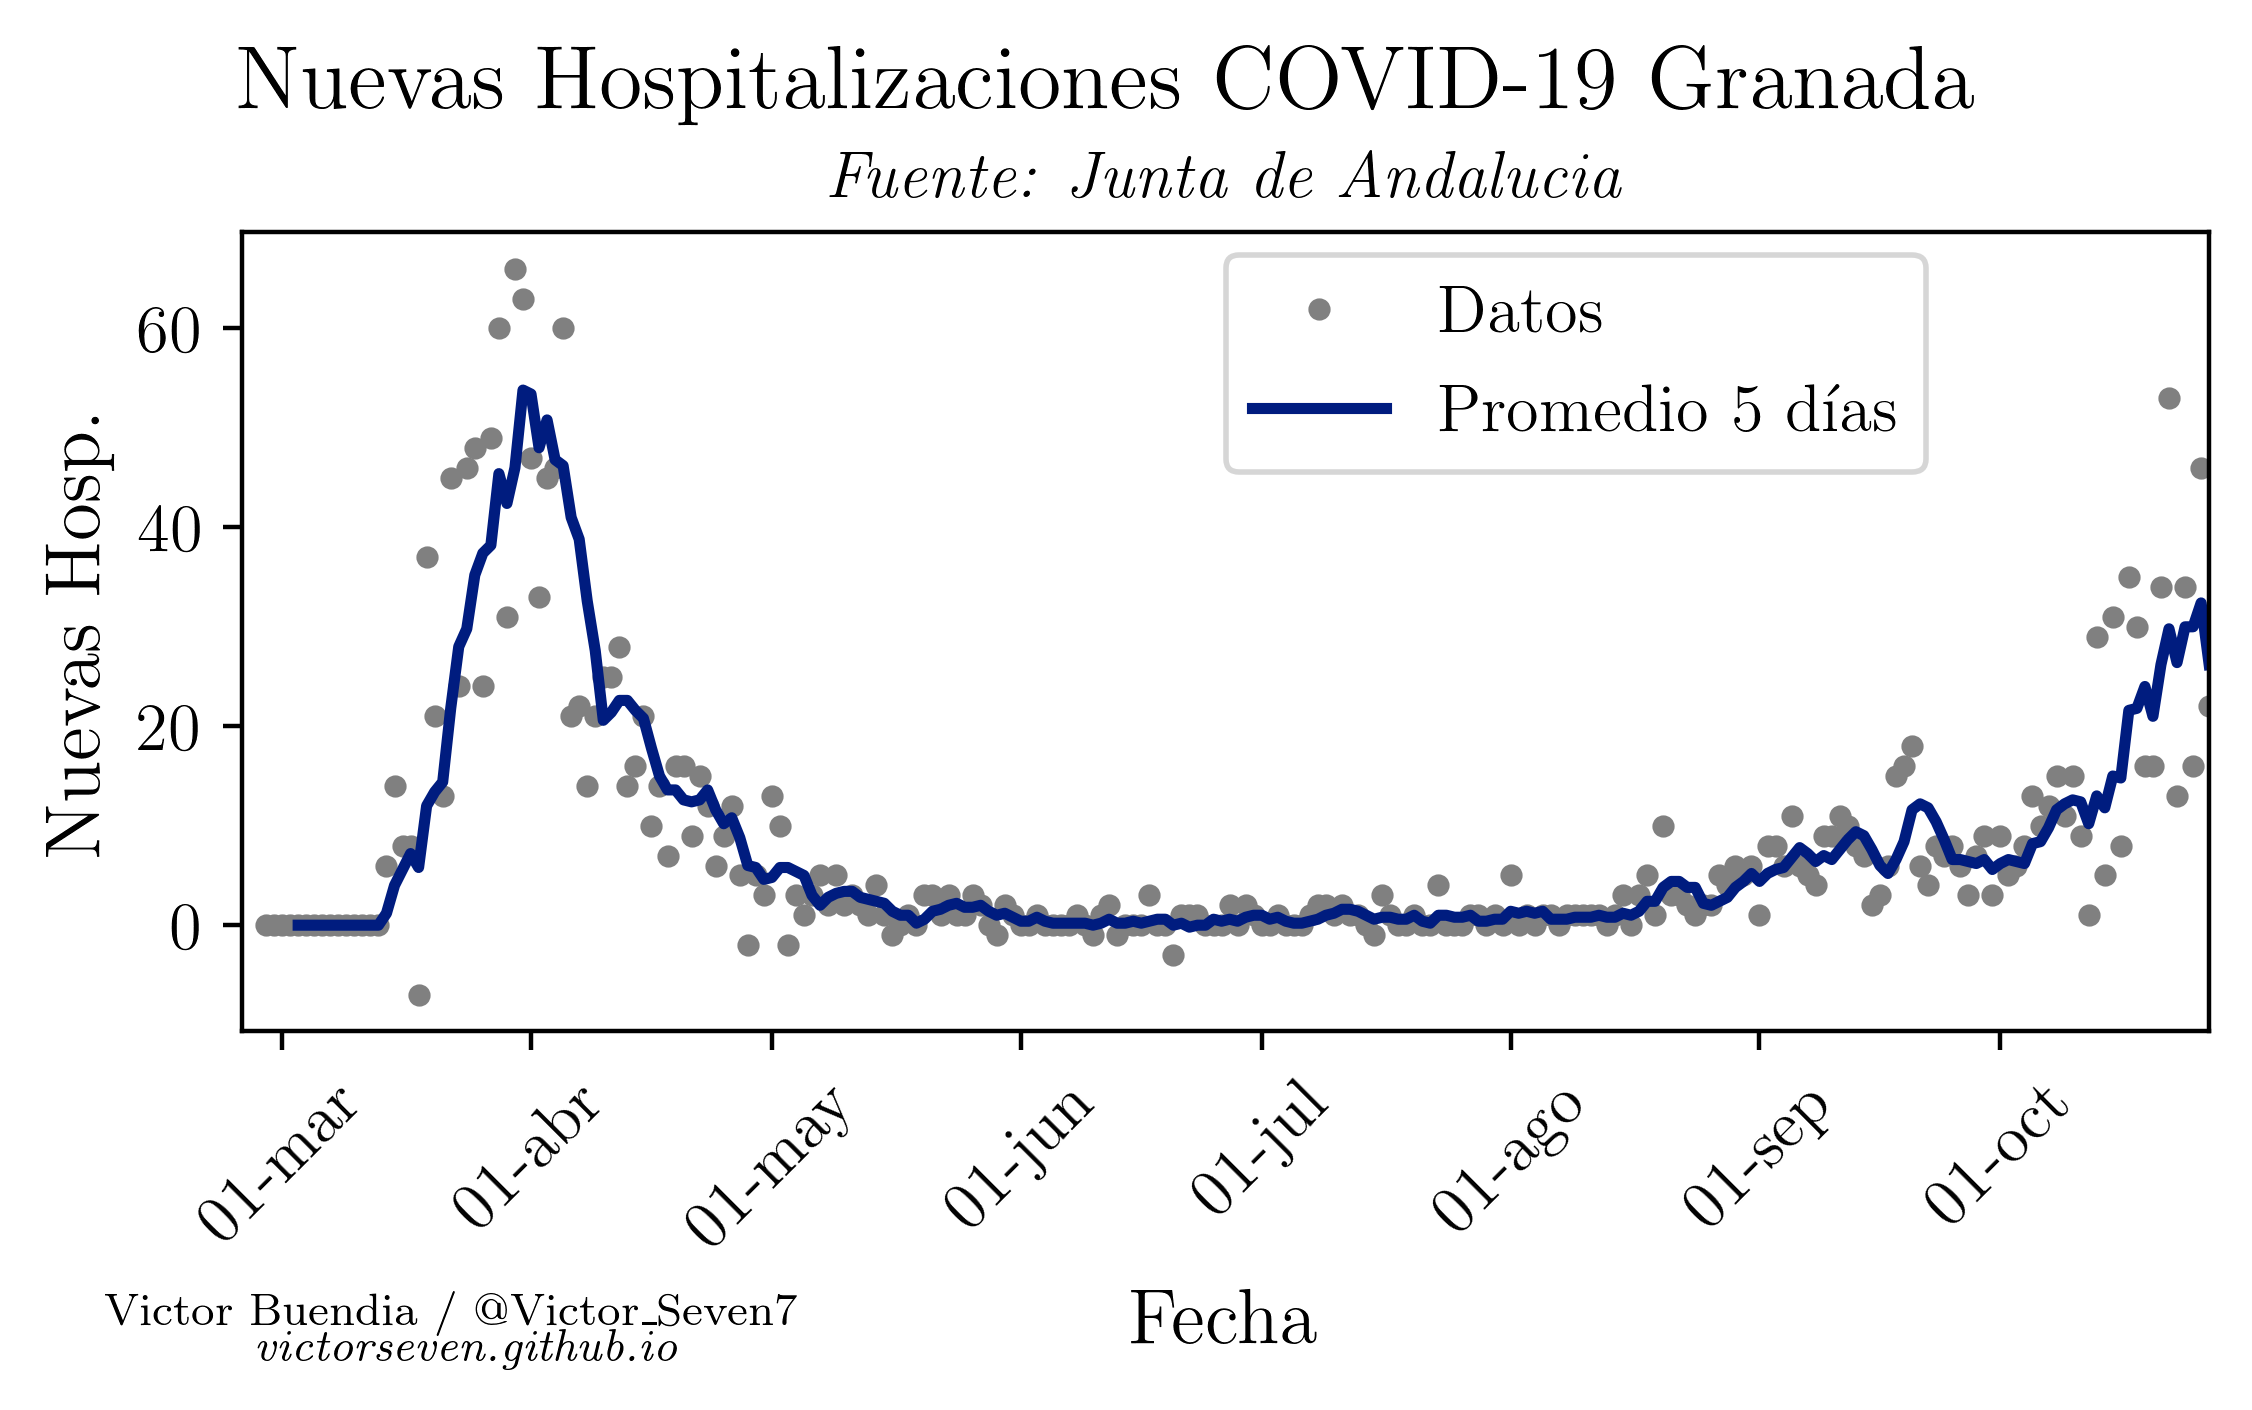 Nuevas Hospitalizaciones COVID-19 Granada
Fuente: Junta de Andalucia
Datos
Promedio 5 días
Nuevas Hosp.
60
40
20
0
01-mar
01-abr
01-may
01-jun
01-jul
01-ago
01-sep
01-oct
Fecha
Victor Buendia / @Victor_Seven7
victorseven.github.io